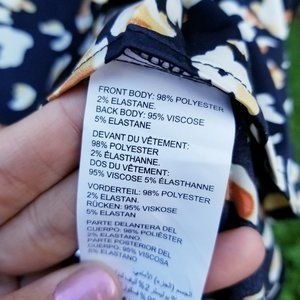 FRONT BODY: 98% POLYESTER
2% ELASTANE.
BACK BODY: 95% VISCOSE
5% ELASTANE
DEVANT DU VÊTEMENT:
98% POLYESTER
2% ÉLASTHANNE.
DOS DU VÊTEMENT:
95% VISCOSE 5% ÉLASTHANNE
VORDERTEIL: 98% POLYESTER
2% ELASTAN.
RÜCKEN: 95% VISKOSE
5% ELASTAN
PARTE DELANTERA DEL
CUERPO: 98% POLIÉSTER
2% ELASTANO.
PARTE POSTERIOR DEL
CUERPO: 95% VISCOSA
5% ELASTANO